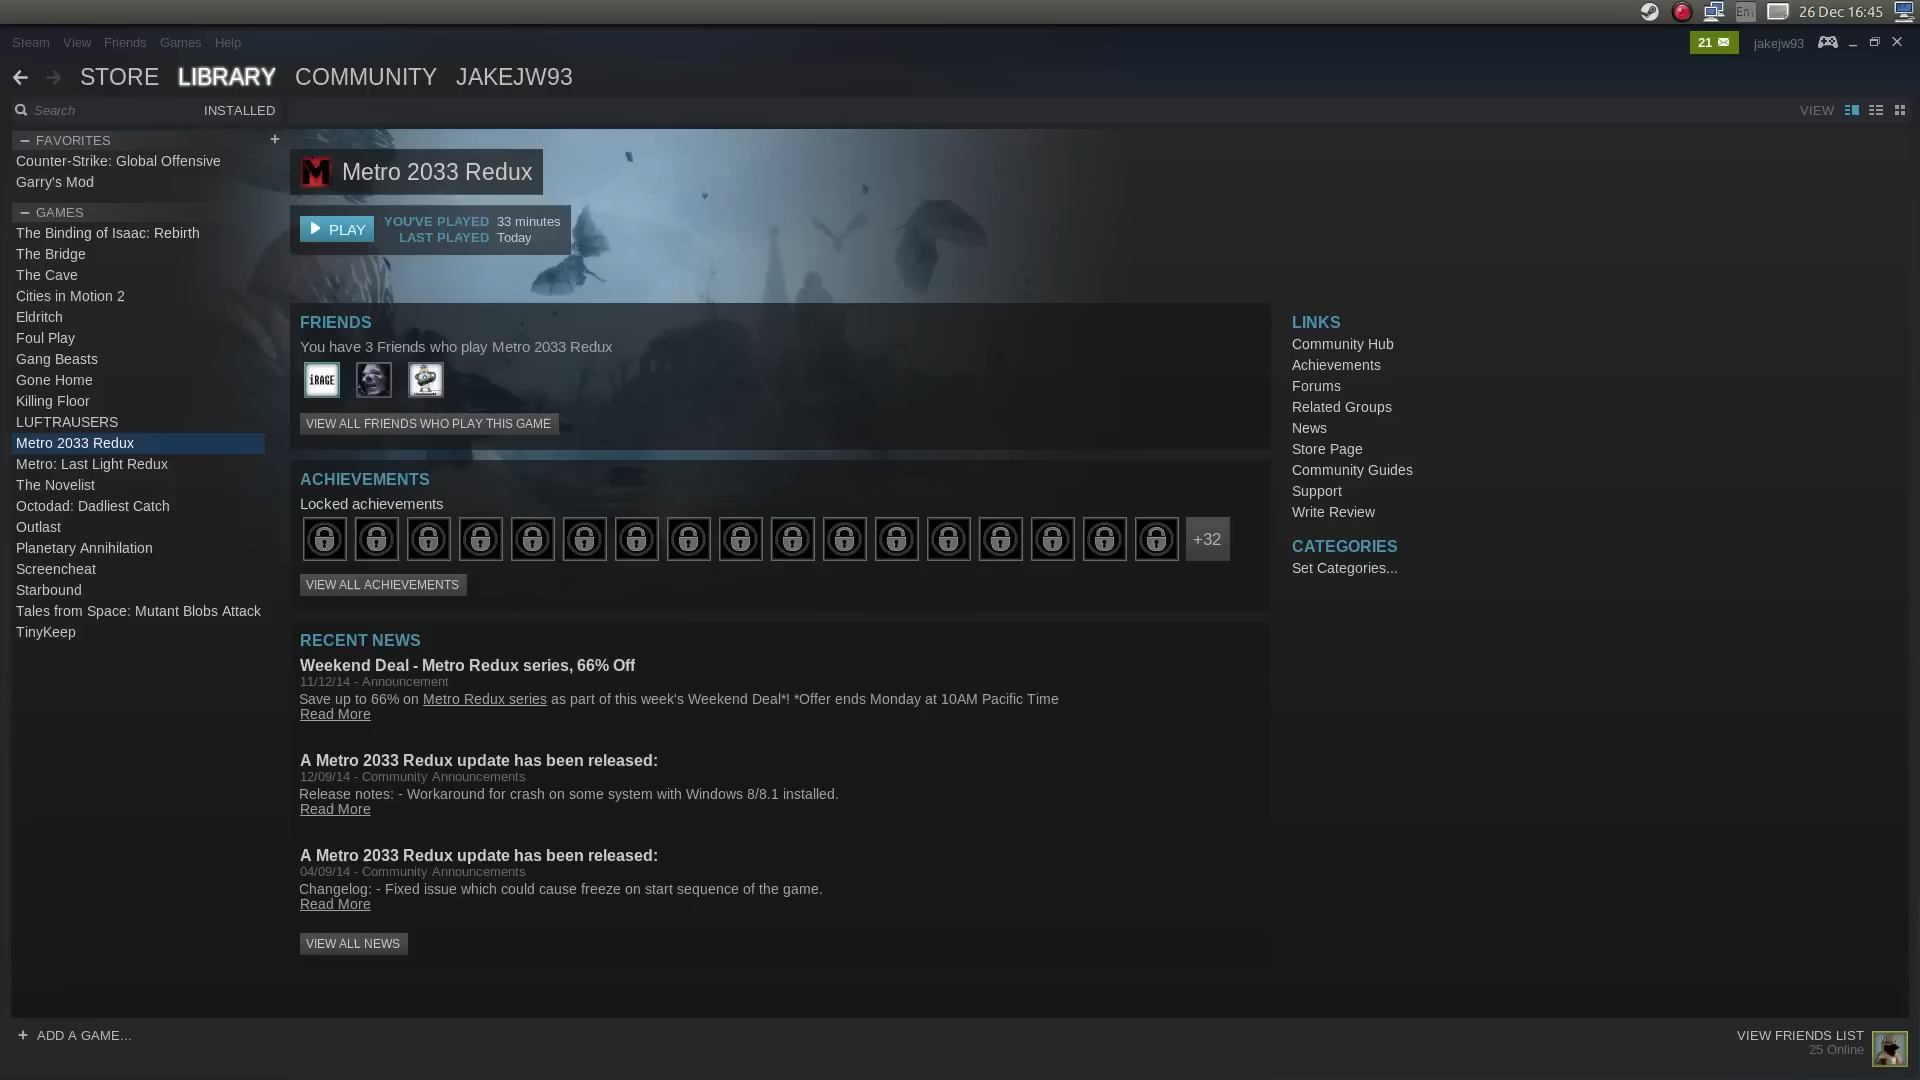 En₁
26 Dec 16:45
Steam View Friends Games Help
21
jakejw93
STORE LIBRARY COMMUNITY JAKEJW93
Search
INSTALLED
VIEW
FAVORITES
Counter-Strike: Global Offensive
Garry's Mod
GAMES
The Binding of Isaac: Rebirth
The Bridge
The Cave
Cities in Motion 2
Eldritch
Foul Play
Gang Beasts
Gone Home
Killing Floor
LUFTRAUSERS
Metro 2033 Redux
Metro: Last Light Redux
The Novelist
Octodad: Dadliest Catch
Outlast
Planetary Annihilation
Screencheat
Starbound
Tales from Space: Mutant Blobs Attack
TinyKeep
M Metro 2033 Redux
PLAY
YOU'VE PLAYED 33 minutes
LAST PLAYED Today
FRIENDS
You have 3 Friends who play Metro 2033 Redux
iRAGE
VIEW ALL FRIENDS WHO PLAY THIS GAME
ACHIEVEMENTS
Locked achievements
+32
VIEW ALL ACHIEVEMENTS
RECENT NEWS
Weekend Deal - Metro Redux series, 66% Off
11/12/14 - Announcement
Save up to 66% on Metro Redux series as part of this week's Weekend Deal*! *Offer ends Monday at 10AM Pacific Time
Read More
A Metro 2033 Redux update has been released:
12/09/14 - Community Announcements
Release notes: - Workaround for crash on some system with Windows 8/8.1 installed.
Read More
A Metro 2033 Redux update has been released:
04/09/14 - Community Announcements
Changelog: - Fixed issue which could cause freeze on start sequence of the game.
Read More
VIEW ALL NEWS
LINKS
Community Hub
Achievements
Forums
Related Groups
News
Store Page
Community Guides
Support
Write Review
CATEGORIES
Set Categories...
ADD A GAME...
VIEW FRIENDS LIST
25 Online